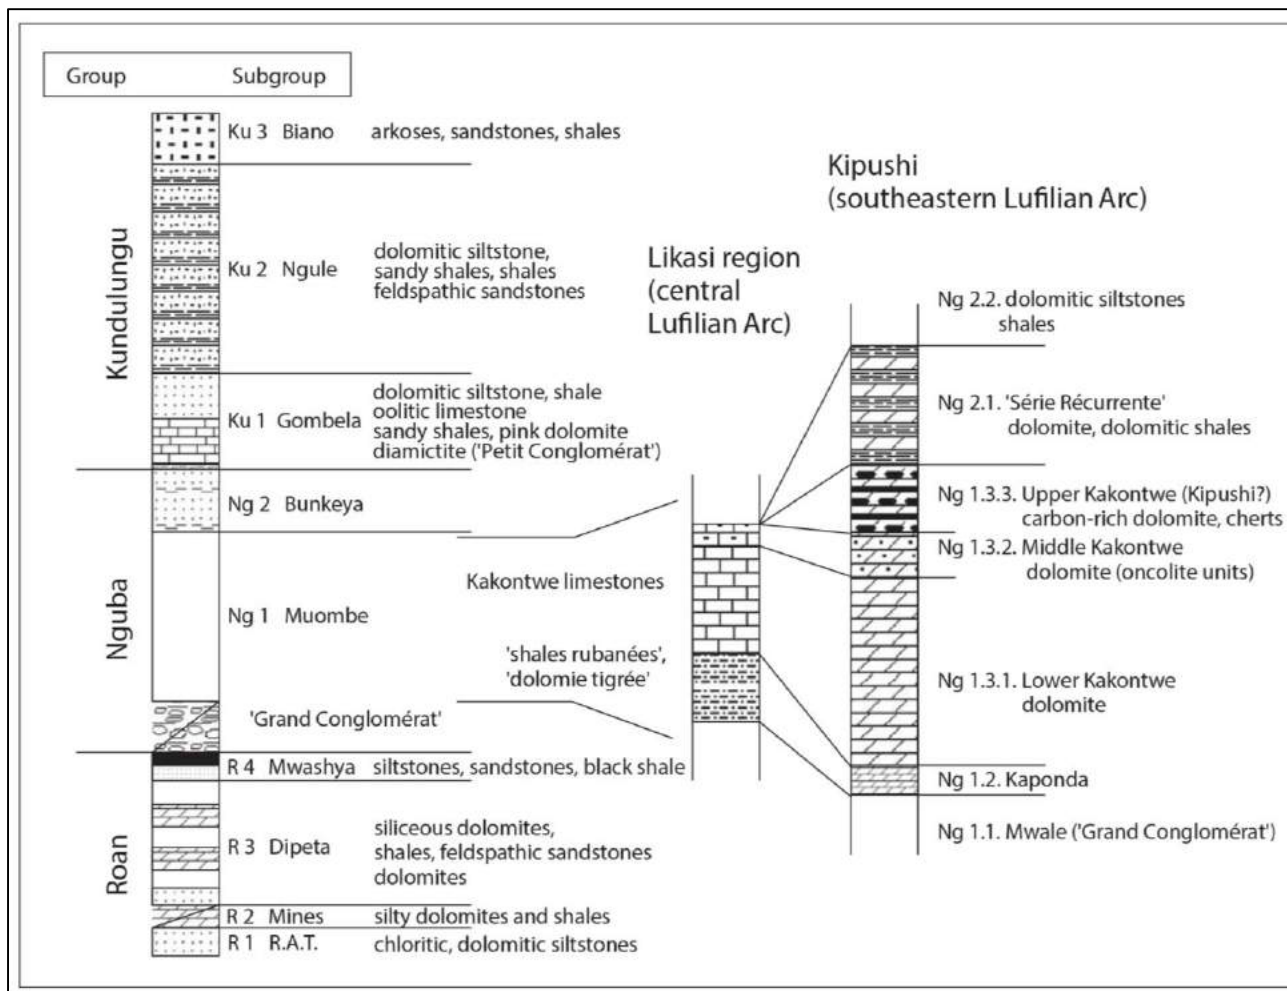 Group Subgroup
Kundulungu
Ku 3 Biano arkoses, sandstones, shales
Ku 2 Ngule
dolomitic siltstone,
sandy shales, shales
feldspathic sandstones
Ku 1 Gombela
dolomitic siltstone, shale
oolitic limestone
sandy shales, pink dolomite
diamictite ('Petit Conglomérat')
Nguba
Ng 2 Bunkeya
Ng 1 Muombe
'Grand Conglomérat'
Roan
R 4 Mwashya siltstones, sandstones, black shale
R 3 Dipeta
siliceous dolomites,
shales, feldspathic sandstones
dolomites
R 2 Mines silty dolomites and shales
R 1 R.A.T. chloritic, dolomitic siltstones
Likasi region
(central
Lufilian Arc)
Kakontwe limestones
'shales rubanées',
'dolomie tigrée'
Kipushi
(southeastern Lufilian Arc)
Ng 2.2. dolomitic siltstones
shales
Ng 2.1. 'Série Récurrente'
dolomite, dolomitic shales
Ng 1.3.3. Upper Kakontwe (Kipushi?)
carbon-rich dolomite, cherts
Ng 1.3.2. Middle Kakontwe
dolomite (oncolite units)
Ng 1.3.1. Lower Kakontwe
dolomite
Ng 1.2. Kaponda
Ng 1.1. Mwale ('Grand Conglomérat')